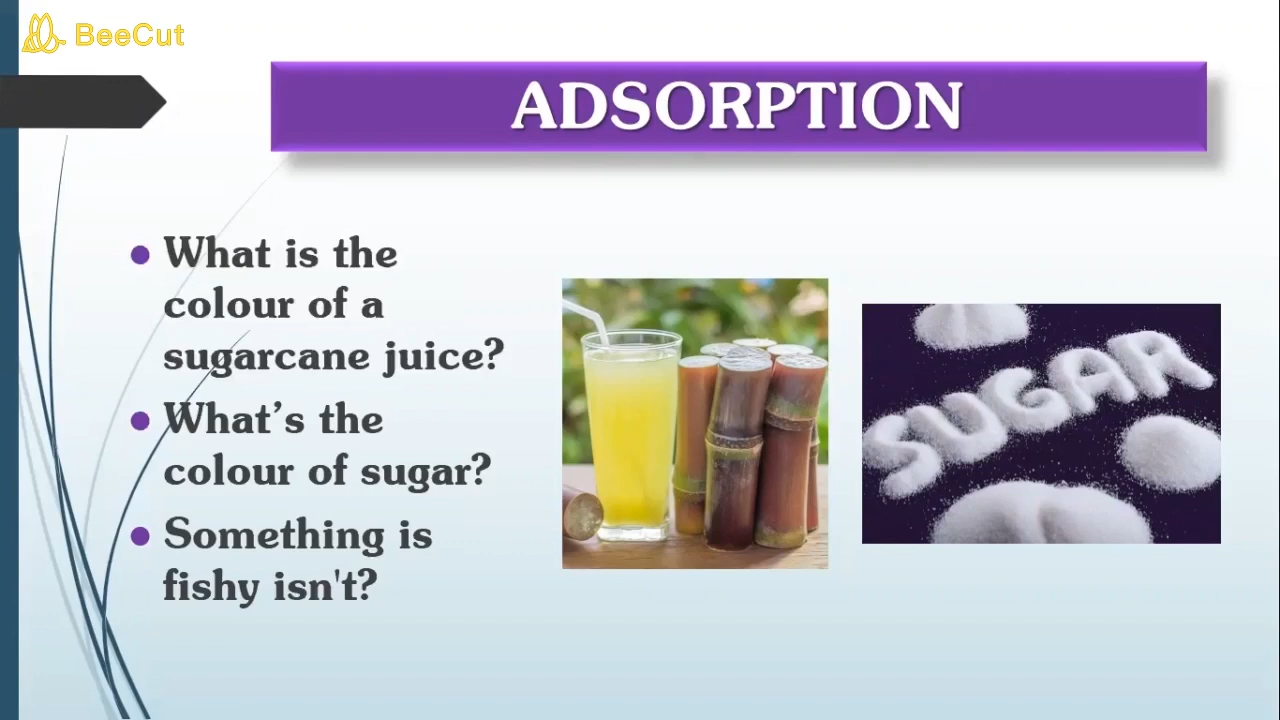 BeeCut
ADSORPTION
What is the
colour of a
sugarcane juice?
What's the
colour of sugar?
Something is
fishy isn't?
SUGAR